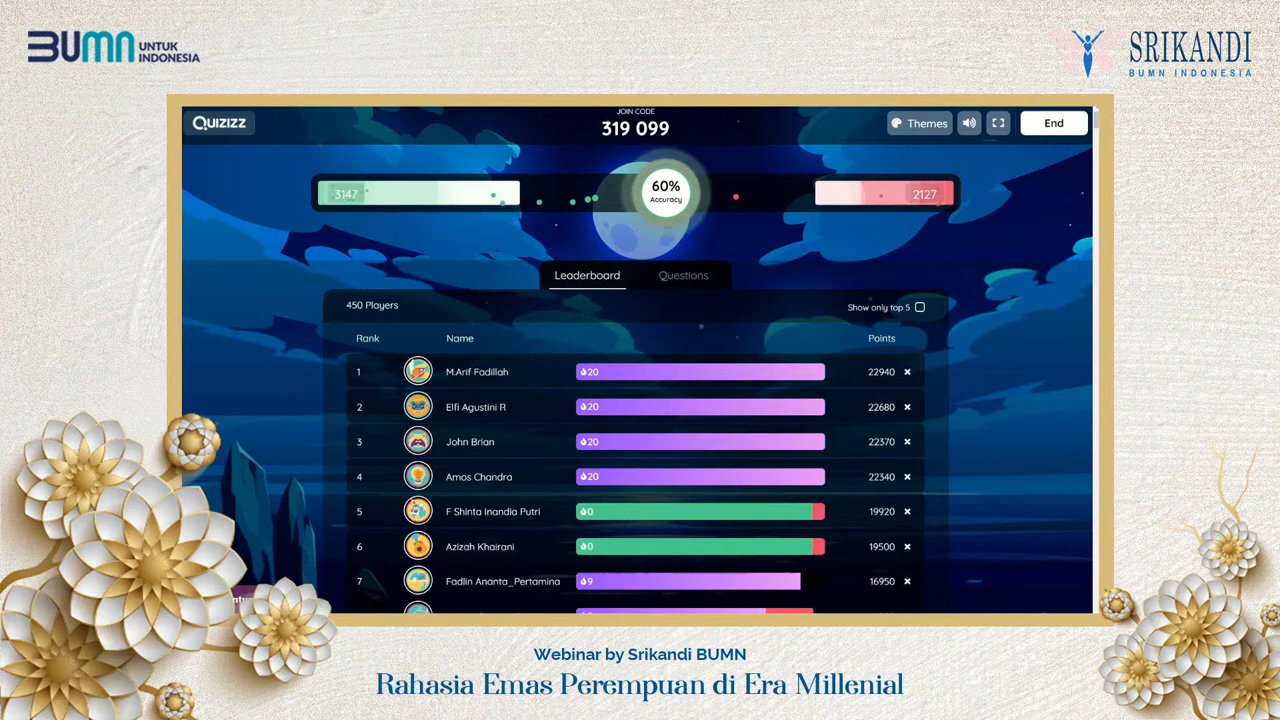 BUMN UNTUK INDONESIA
SRIKANDI
BUMN INDONESIA
QUIZIZZ
JOIN CODE
319 099
Themes
End
3147
60%
Accuracy
2127
Leaderboard Questions
450 Players
Show only top 5
Rank Name Points
1 M.Arif Fadillah 20 22940 ×
2 Elfi Agustini R 20 22680 ×
3 John Brian 20 22370 ×
4 Amos Chandra 20 22340 ×
5 F Shinta Inandia Putri 0 19920 ×
6 Azizah Khairani 0 19500 ×
7 Fadlin Ananta_Pertamina 9 16950 ×
Webinar by Srikandi BUMN
Rahasia Emas Perempuan di Era Millenial